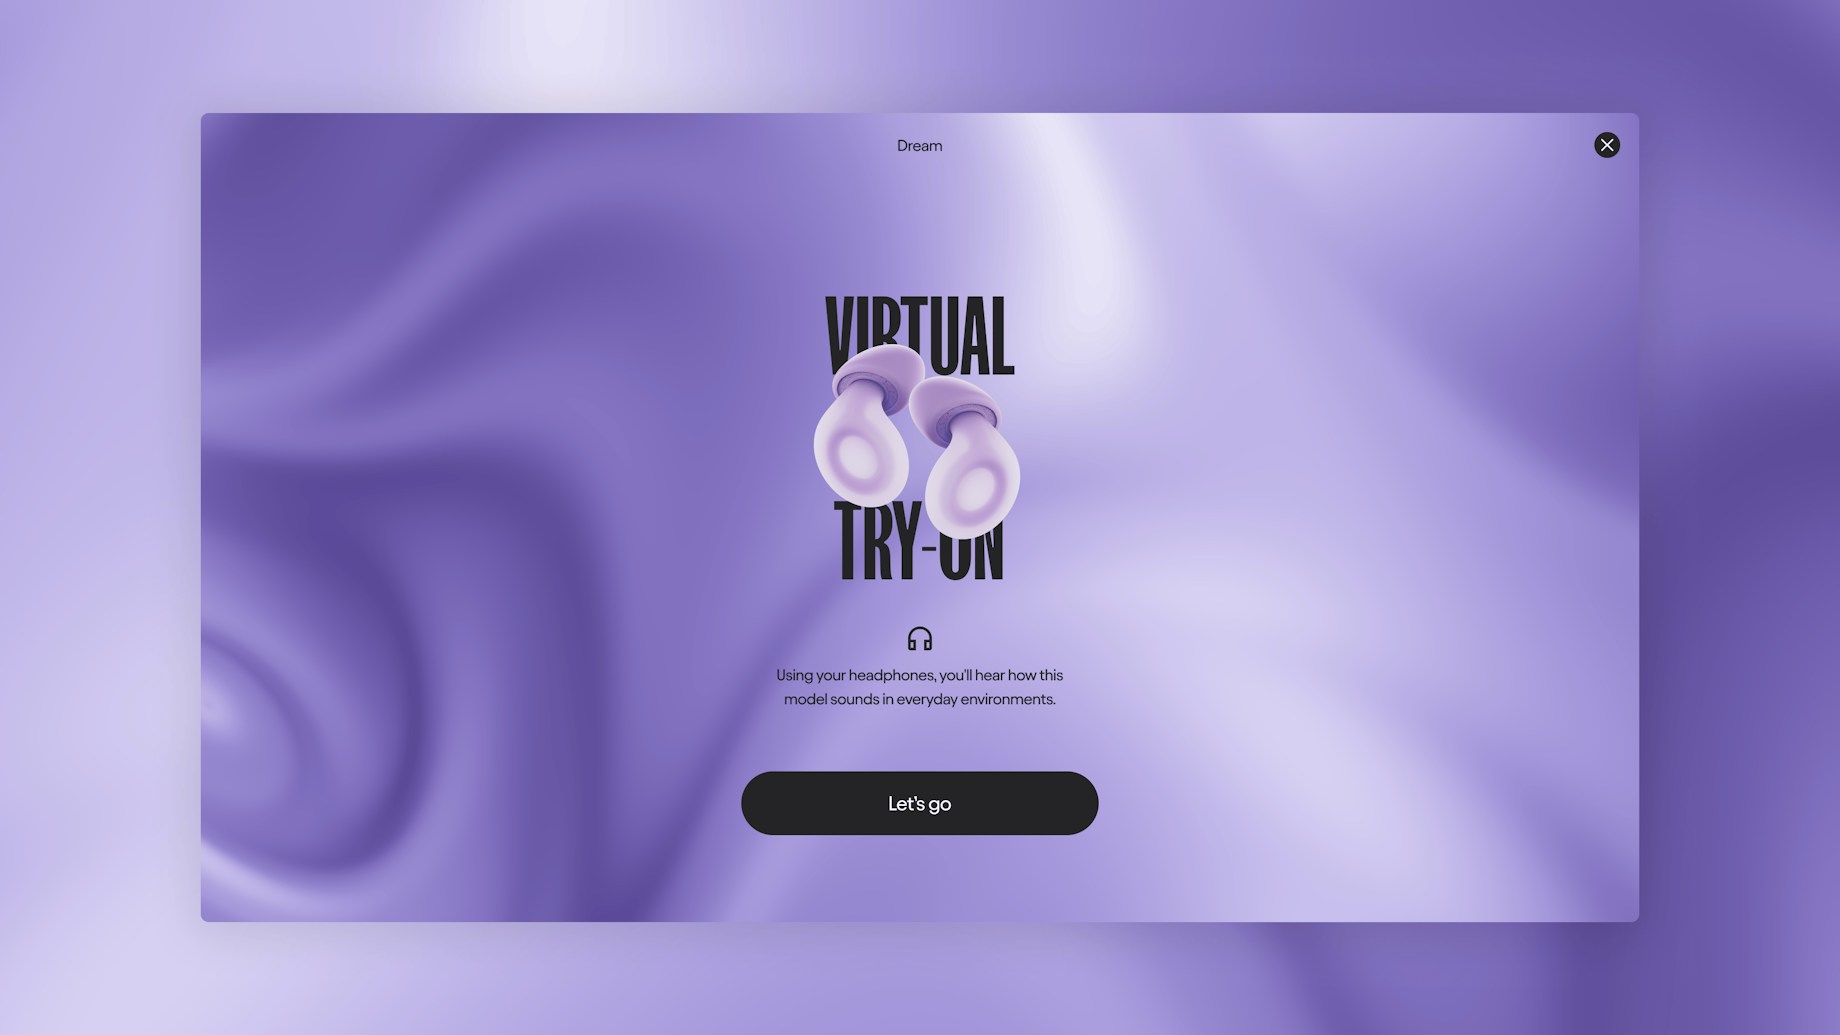 Dream
VIRTUAL
TRY-ON
Using your headphones, you'll hear how this
model sounds in everyday environments.
Let's go